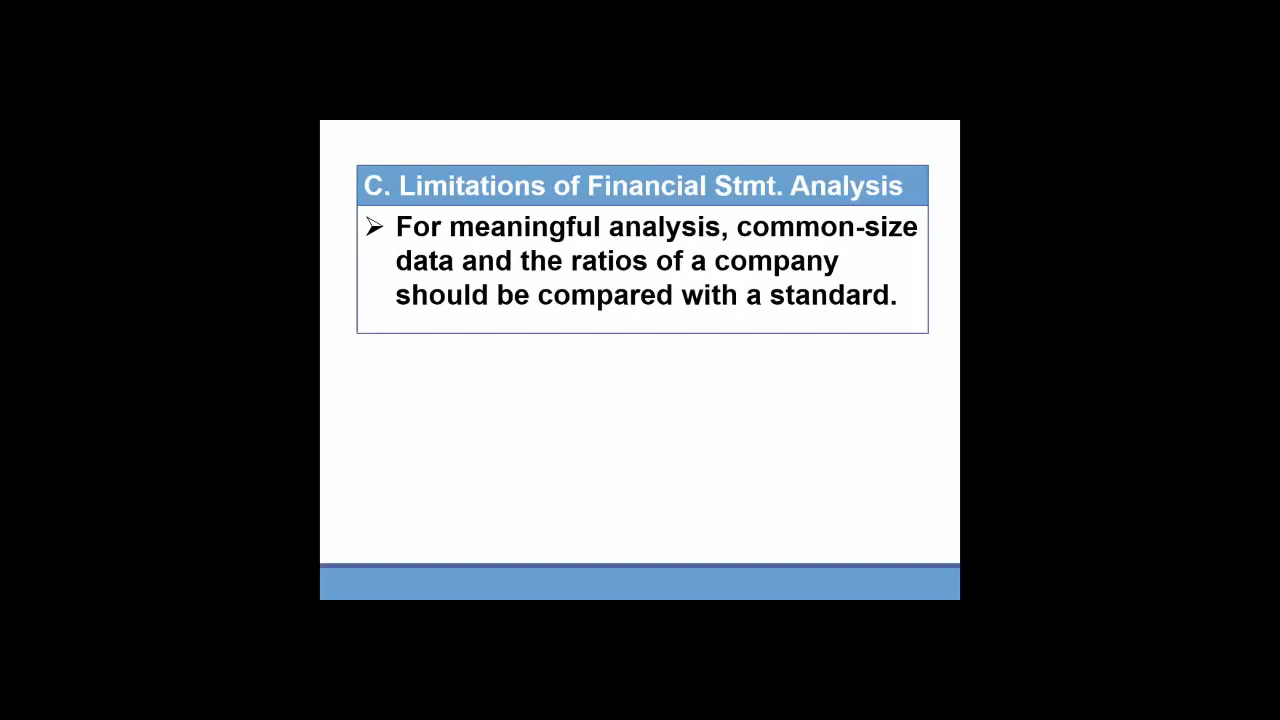 C. Limitations of Financial Stmt. Analysis
➢ For meaningful analysis, common-size
data and the ratios of a company
should be compared with a standard.